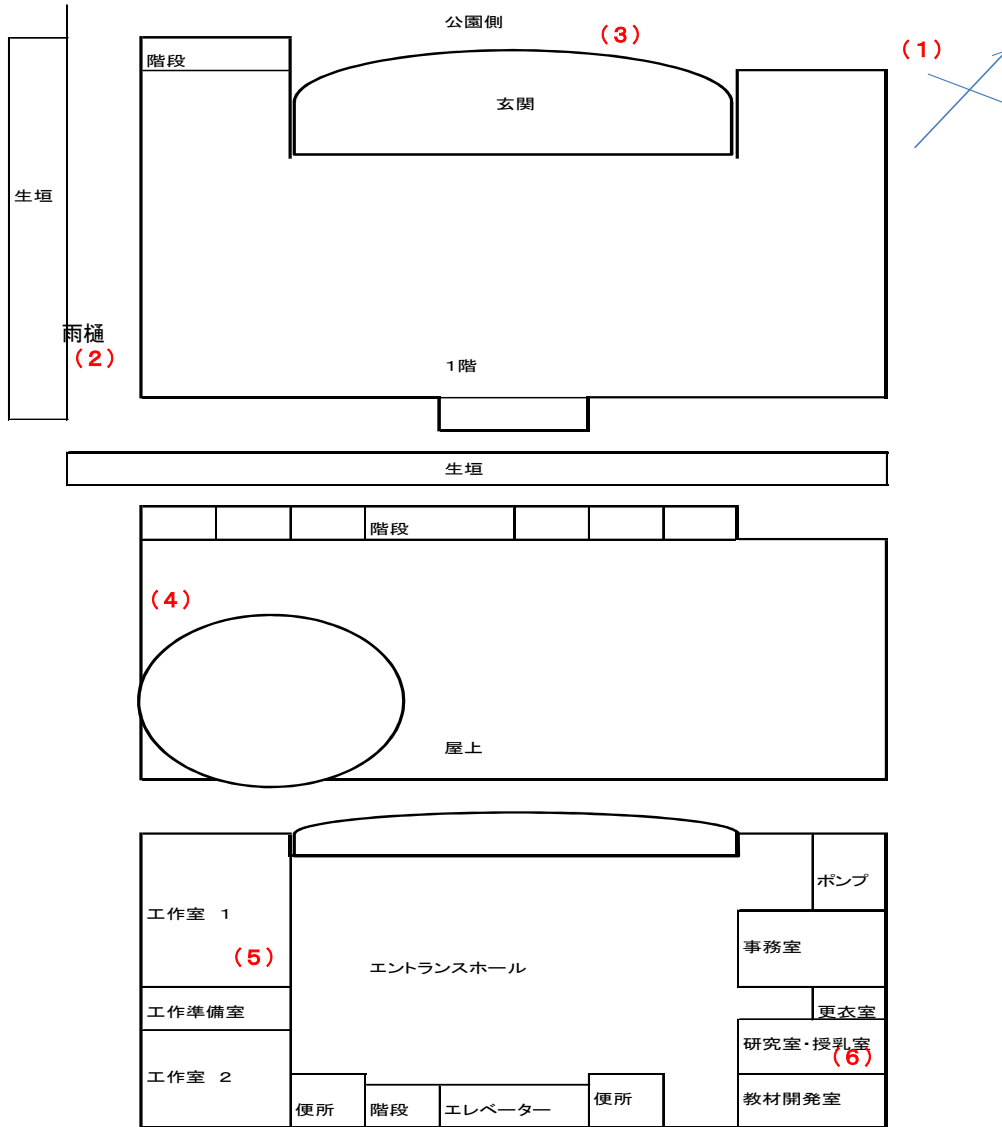 公園側
（３）
（１）
階段
玄関
生垣
雨樋
（２）
1階
生垣
階段
（４）
屋上
ポンプ
工作室　1
事務室
（５）
エントランスホール
工作準備室
更衣室
研究室・授乳室
（６）
工作室　2
便所
階段
エレベーター
便所
教材開発室